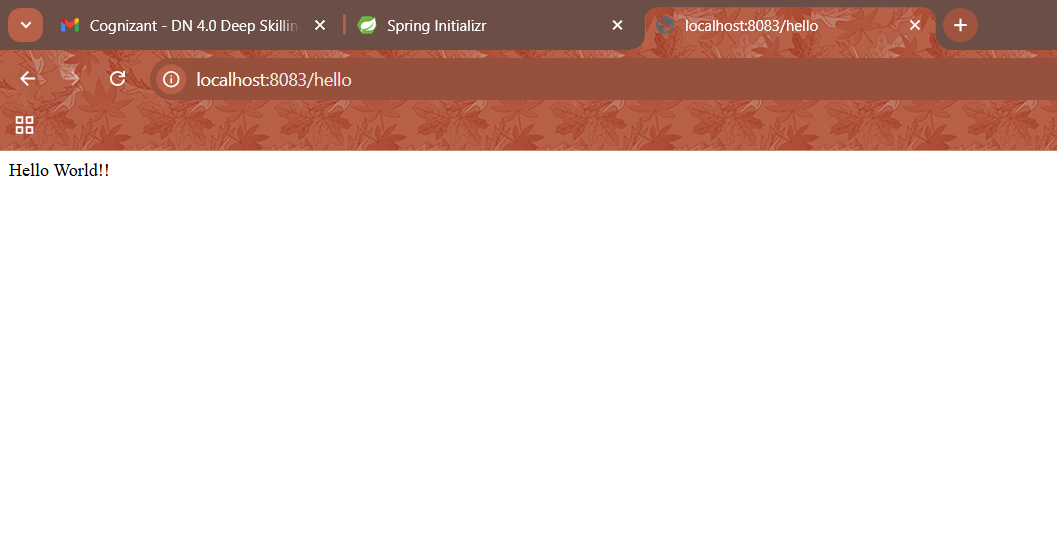 Cognizant - DN 4.0 Deep Skillin
Spring Initializr
localhost:8083/hello
localhost:8083/hello
Hello World!!